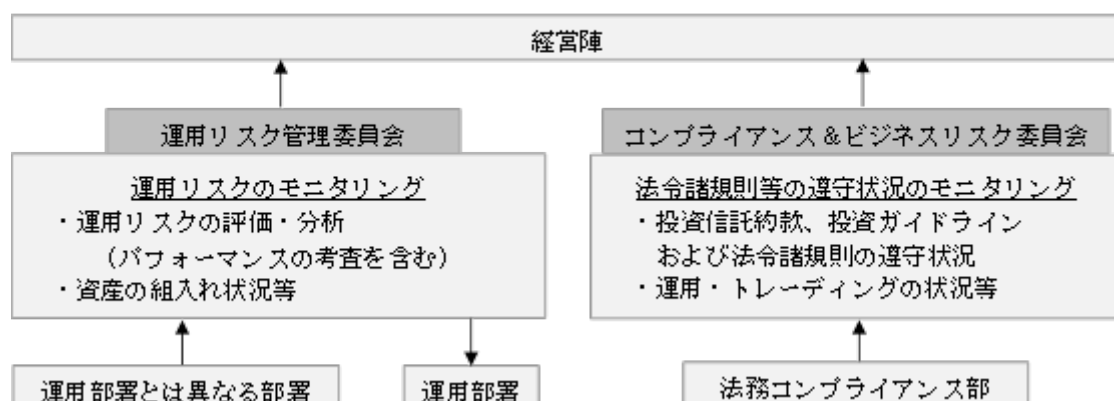 経営陣
運用リスク管理委員会
運用リスクのモニタリング
・運用リスクの評価・分析
（パフォーマンスの考査を含む）
・資産の組入れ状況等
コンプライアンス＆ビジネスリスク委員会
法令諸規則等の遵守状況のモニタリング
・投資信託約款、投資ガイドライン
および法令諸規則の遵守状況
・運用・トレーディングの状況等
運用部署とは異なる部署
運用部署
法務コンプライアンス部